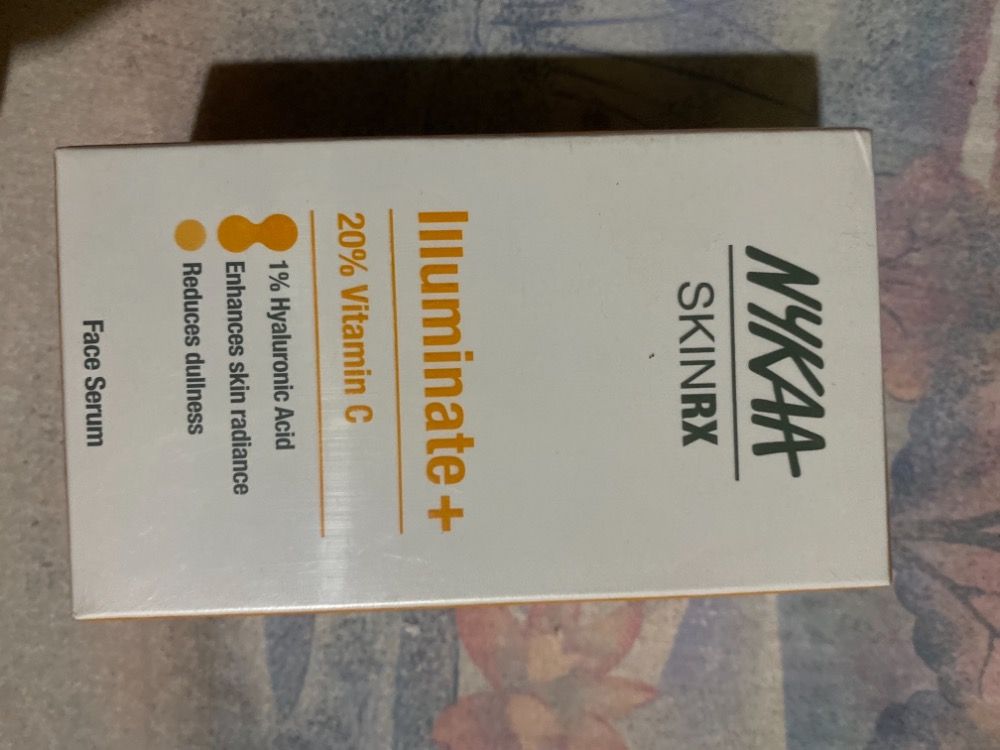 NYKAA
SKINRX
Illuminate+
20% Vitamin C
1% Hyaluronic Acid
Enhances skin radiance
Reduces dullness
Face Serum